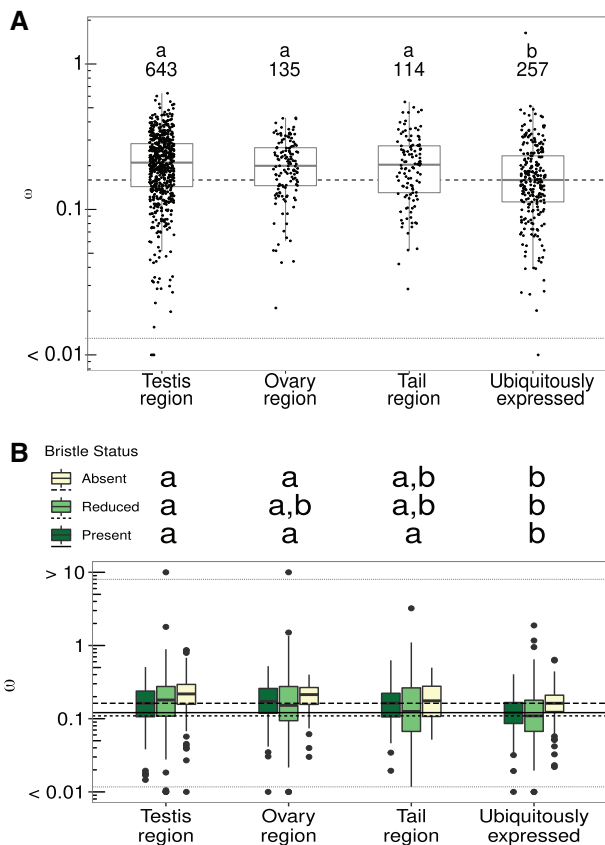 A
a a a b
643 135 114 257
1
0.1
< 0.01
ω
Testis region
Ovary region
Tail region
Ubiquitously expressed
B
Bristle Status
Absent a a a,b b
Reduced a a,b a,b b
Present a a a b
> 10
1
0.1
< 0.01
ω
Testis region
Ovary region
Tail region
Ubiquitously expressed